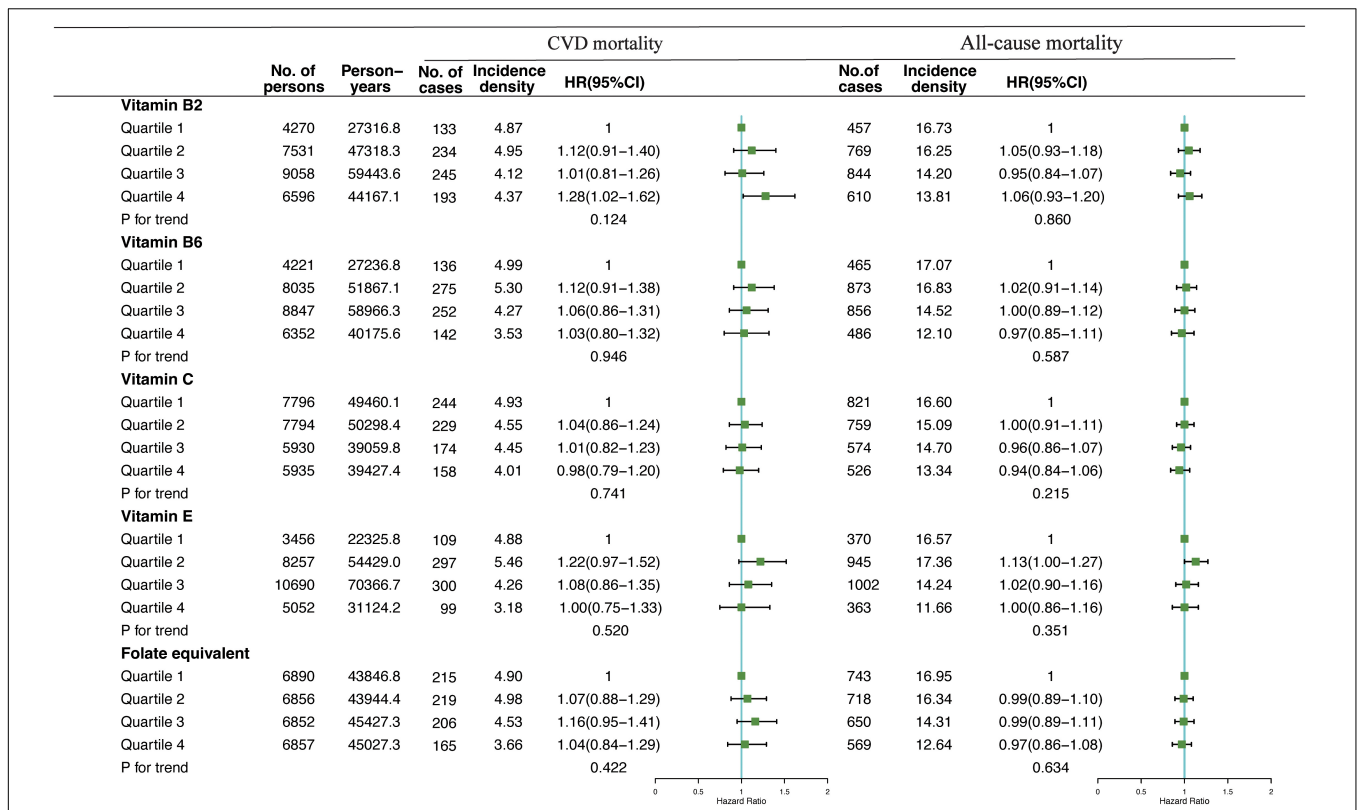 CVD mortality All-cause mortality
No. of persons Person–years No. of cases Incidence density HR(95%CI) No.of cases Incidence density HR(95%CI)
Vitamin B2
Quartile 1 4270 27316.8 133 4.87 1 457 16.73 1
Quartile 2 7531 47318.3 234 4.95 1.12(0.91–1.40) 769 16.25 1.05(0.93–1.18)
Quartile 3 9058 59443.6 245 4.12 1.01(0.81–1.26) 844 14.20 0.95(0.84–1.07)
Quartile 4 6596 44167.1 193 4.37 1.28(1.02–1.62) 610 13.81 1.06(0.93–1.20)
P for trend 0.124 0.860
Vitamin B6
Quartile 1 4221 27236.8 136 4.99 1 465 17.07 1
Quartile 2 8035 51867.1 275 5.30 1.12(0.91–1.38) 873 16.83 1.02(0.91–1.14)
Quartile 3 8847 58966.3 252 4.27 1.06(0.86–1.31) 856 14.52 1.00(0.89–1.12)
Quartile 4 6352 40175.6 142 3.53 1.03(0.80–1.32) 486 12.10 0.97(0.85–1.11)
P for trend 0.946 0.587
Vitamin C
Quartile 1 7796 49460.1 244 4.93 1 821 16.60 1
Quartile 2 7794 50298.4 229 4.55 1.04(0.86–1.24) 759 15.09 1.00(0.91–1.11)
Quartile 3 5930 39059.8 174 4.45 1.01(0.82–1.23) 574 14.70 0.96(0.86–1.07)
Quartile 4 5935 39427.4 158 4.01 0.98(0.79–1.20) 526 13.34 0.94(0.84–1.06)
P for trend 0.741 0.215
Vitamin E
Quartile 1 3456 22325.8 109 4.88 1 370 16.57 1
Quartile 2 8257 54429.0 297 5.46 1.22(0.97–1.52) 945 17.36 1.13(1.00–1.27)
Quartile 3 10690 70366.7 300 4.26 1.08(0.86–1.35) 1002 14.24 1.02(0.90–1.16)
Quartile 4 5052 31124.2 99 3.18 1.00(0.75–1.33) 363 11.66 1.00(0.86–1.16)
P for trend 0.520 0.351
Folate equivalent
Quartile 1 6890 43846.8 215 4.90 1 743 16.95 1
Quartile 2 6856 43944.4 219 4.98 1.07(0.88–1.29) 718 16.34 0.99(0.89–1.10)
Quartile 3 6852 45427.3 206 4.53 1.16(0.95–1.41) 650 14.31 0.99(0.89–1.11)
Quartile 4 6857 45027.3 165 3.66 1.04(0.84–1.29) 569 12.64 0.97(0.86–1.08)
P for trend 0.422 0.634
0 0.5 1 1.5 2 0 0.5 1 1.5 2
Hazard Ratio Hazard Ratio